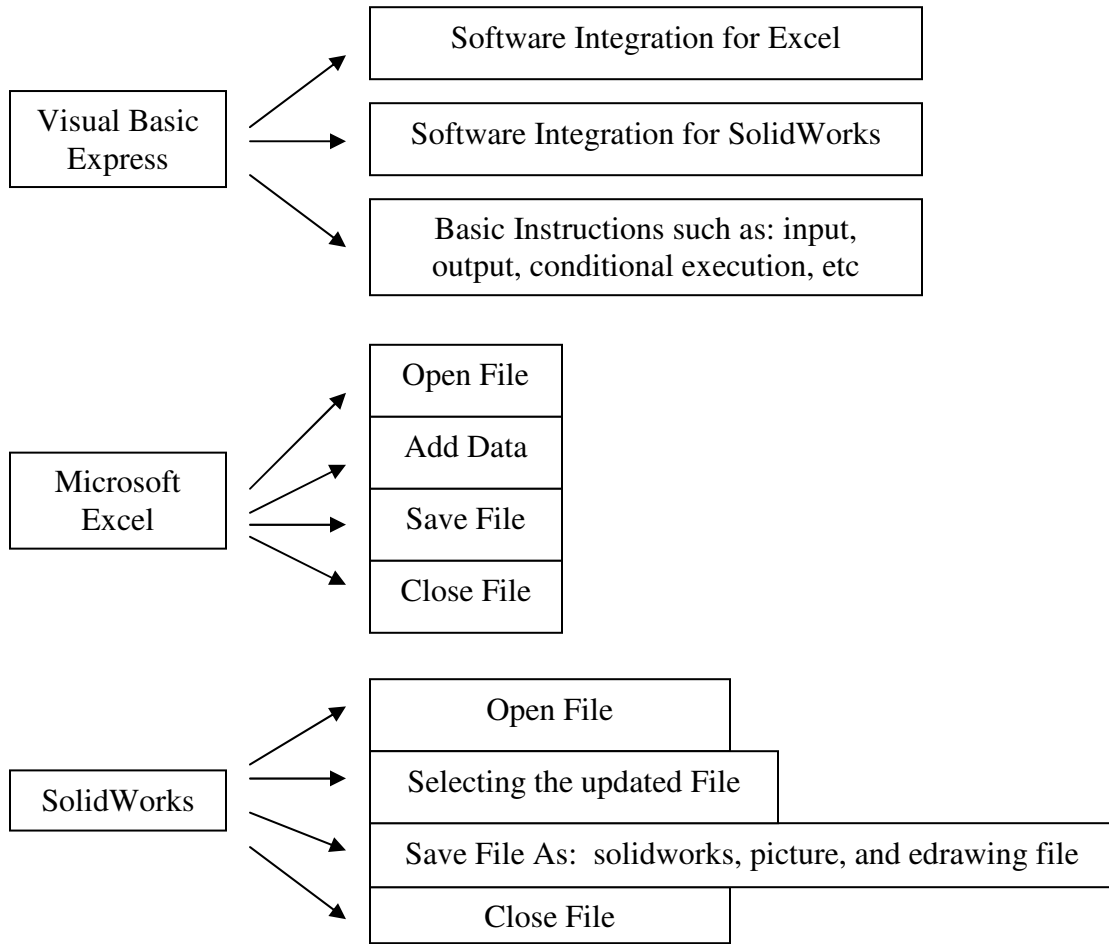 Visual Basic
Express
Software Integration for Excel
Software Integration for SolidWorks
Basic Instructions such as: input,
output, conditional execution, etc
Microsoft
Excel
Open File
Add Data
Save File
Close File
SolidWorks
Open File
Selecting the updated File
Save File As:  solidworks, picture, and edrawing file
Close File